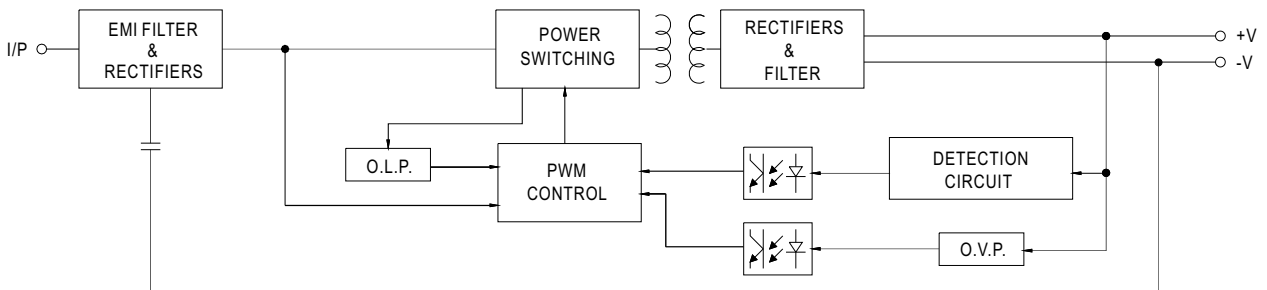 I/P
EMI FILTER
&
RECTIFIERS
POWER
SWITCHING
RECTIFIERS
&
FILTER
+V
-V
O.L.P.
PWM
CONTROL
DETECTION
CIRCUIT
O.V.P.